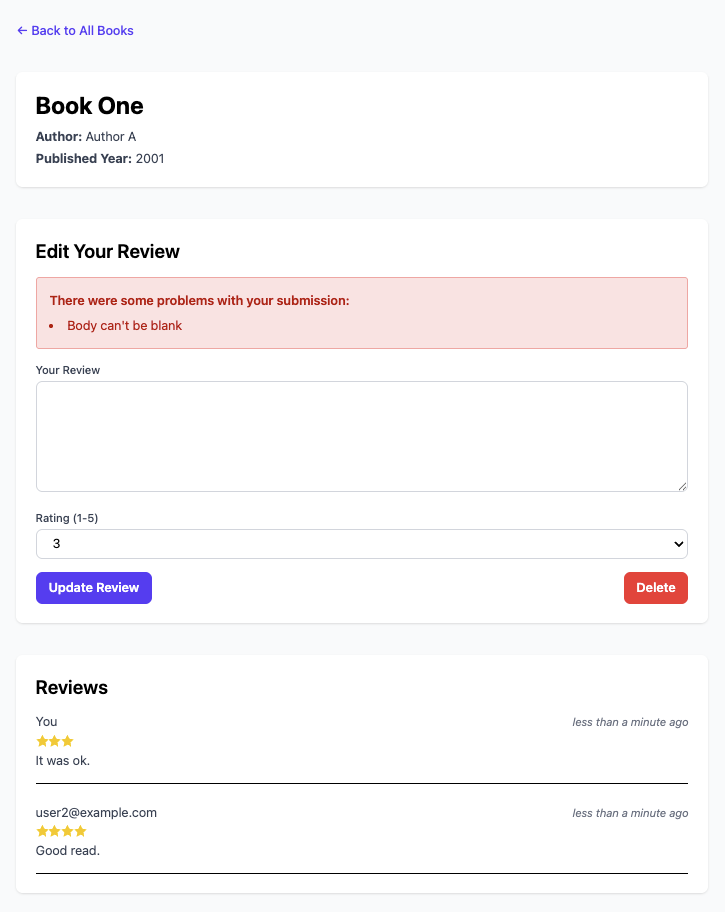 ← Back to All Books
Book One
Author: Author A
Published Year: 2001
Edit Your Review
There were some problems with your submission:
• Body can't be blank
Your Review
Rating (1-5)
3
Update Review
Delete
Reviews
You
less than a minute ago
It was ok.
user2@example.com
less than a minute ago
Good read.